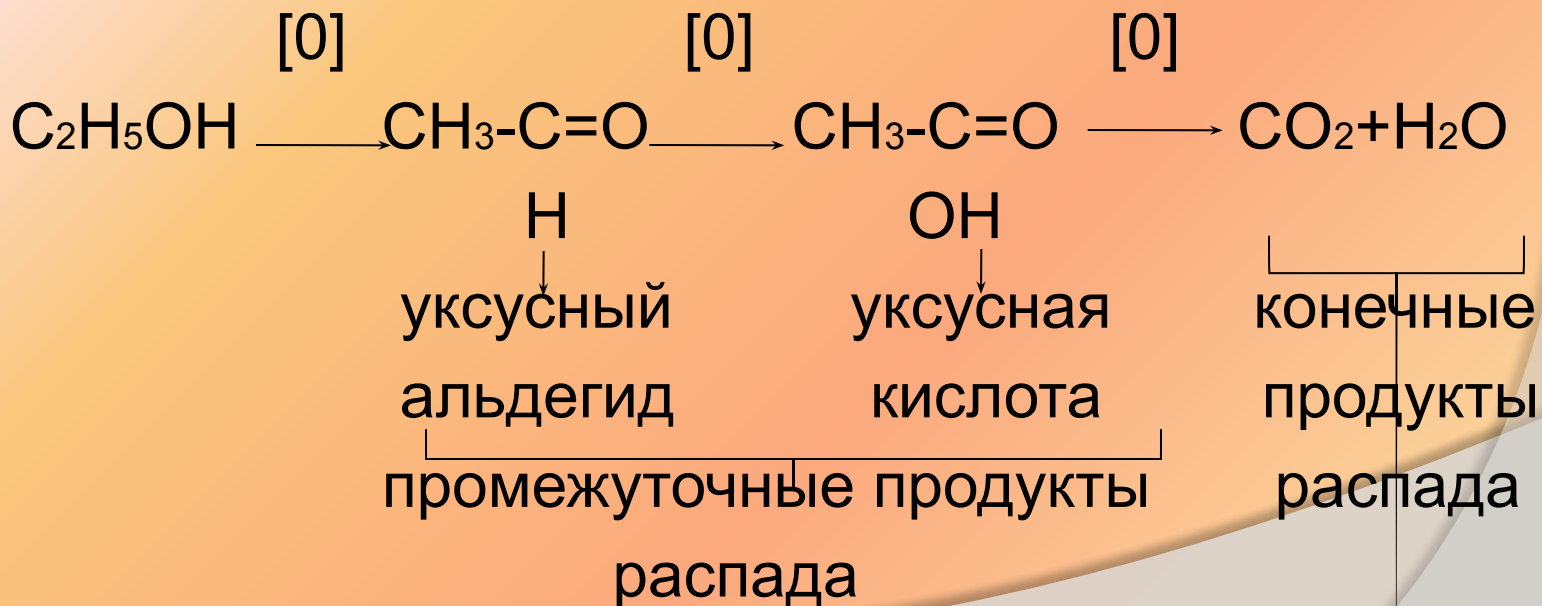 [0] [0] [0]
C₂H₅OH CH₃-C=O CH₃-C=O CO₂+H₂O
H OH
уксусный уксусная конечные
альдегид кислота продукты
промежуточные продукты распада
распада